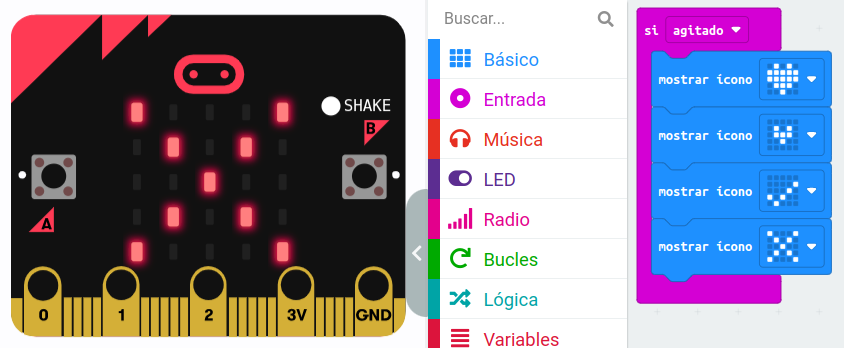 SHAKE
B
A
0 1 2 3V GND
Buscar...
Básico
Entrada
Música
LED
Radio
Bucles
Lógica
Variables
si agitado
mostrar icono
mostrar icono
mostrar icono
mostrar icono